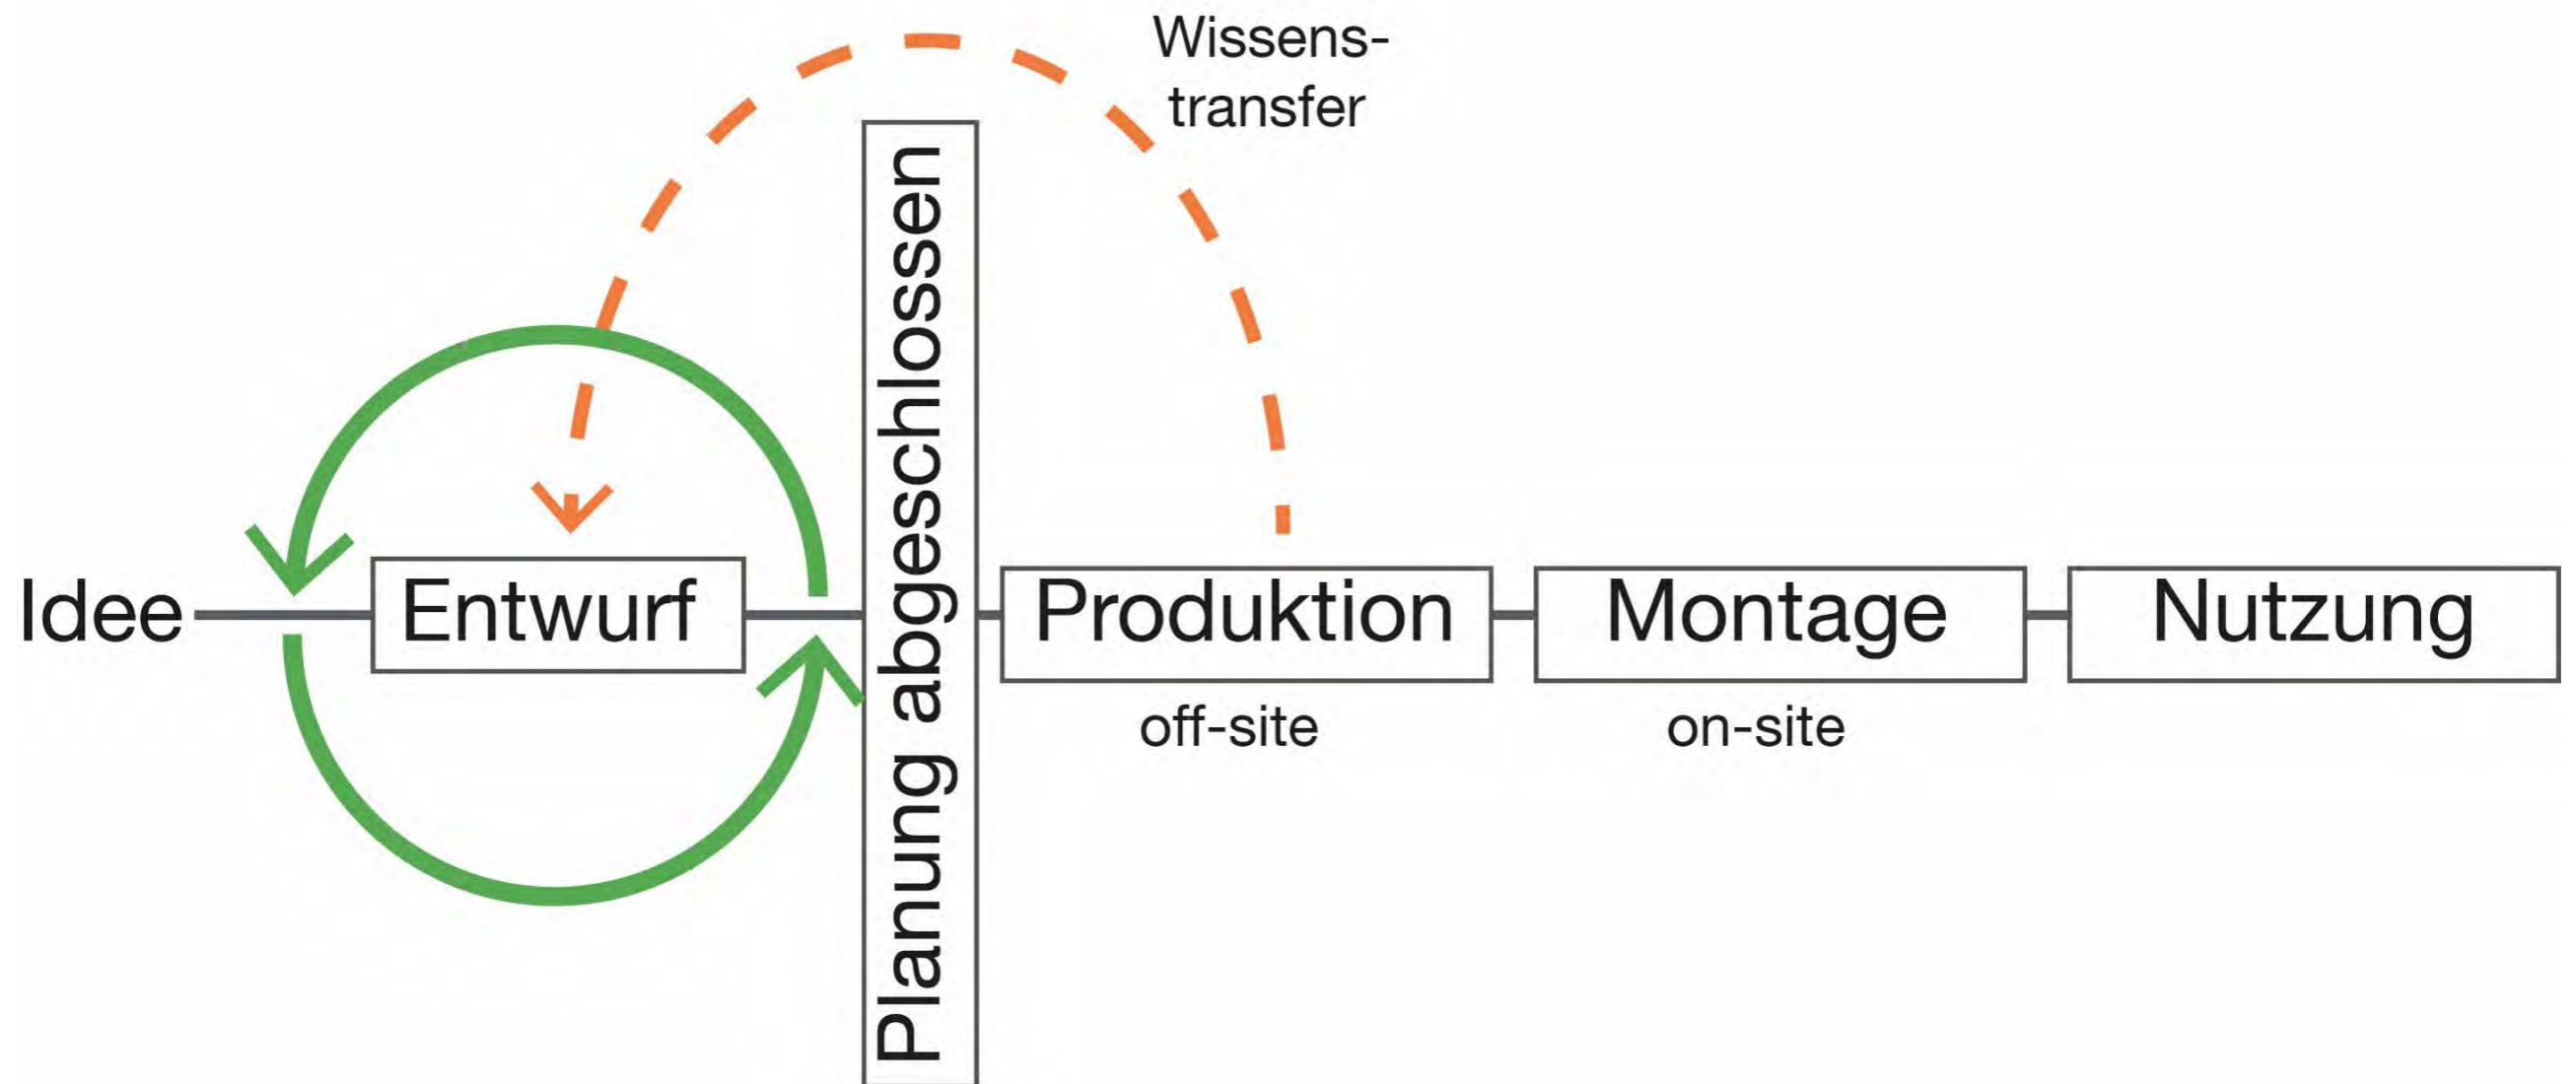 Wissens-
transfer
Planung abgeschlossen
Idee
Entwurf
Produktion
Montage
Nutzung
off-site
on-site